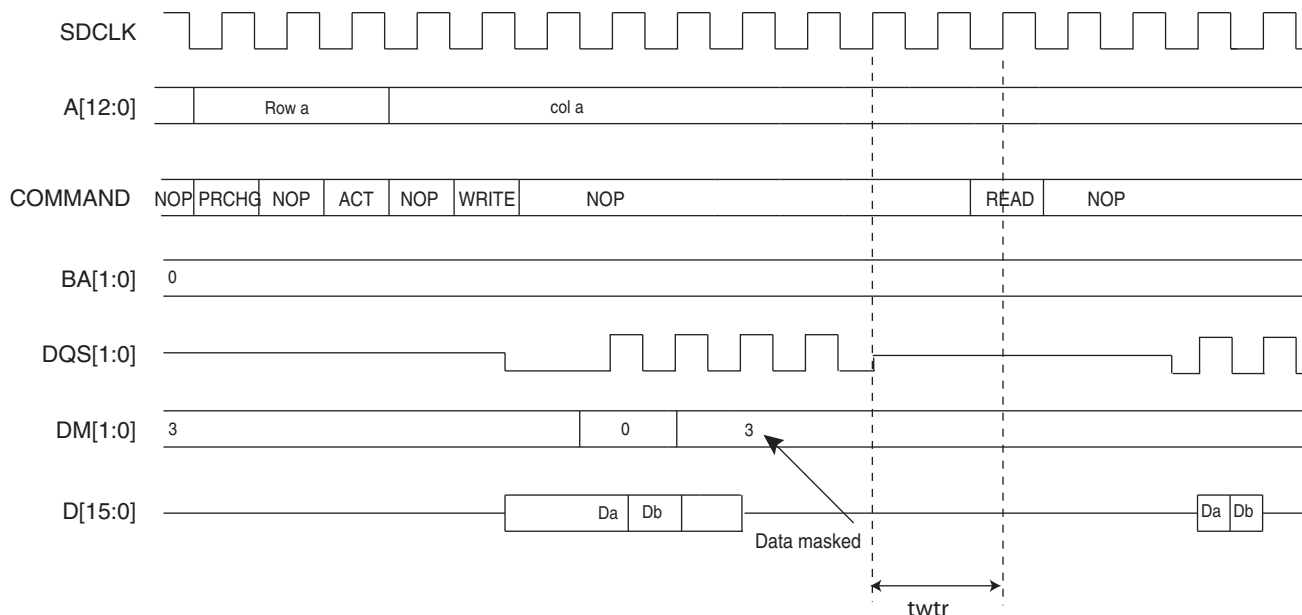 SDCLK
A[12:0] Row a col a
COMMAND NOP PRCHG NOP ACT NOP WRITE NOP READ NOP
BA[1:0] 0
DQS[1:0]
DM[1:0] 3 0 3
D[15:0] Da Db Da Db
Data masked
twtr